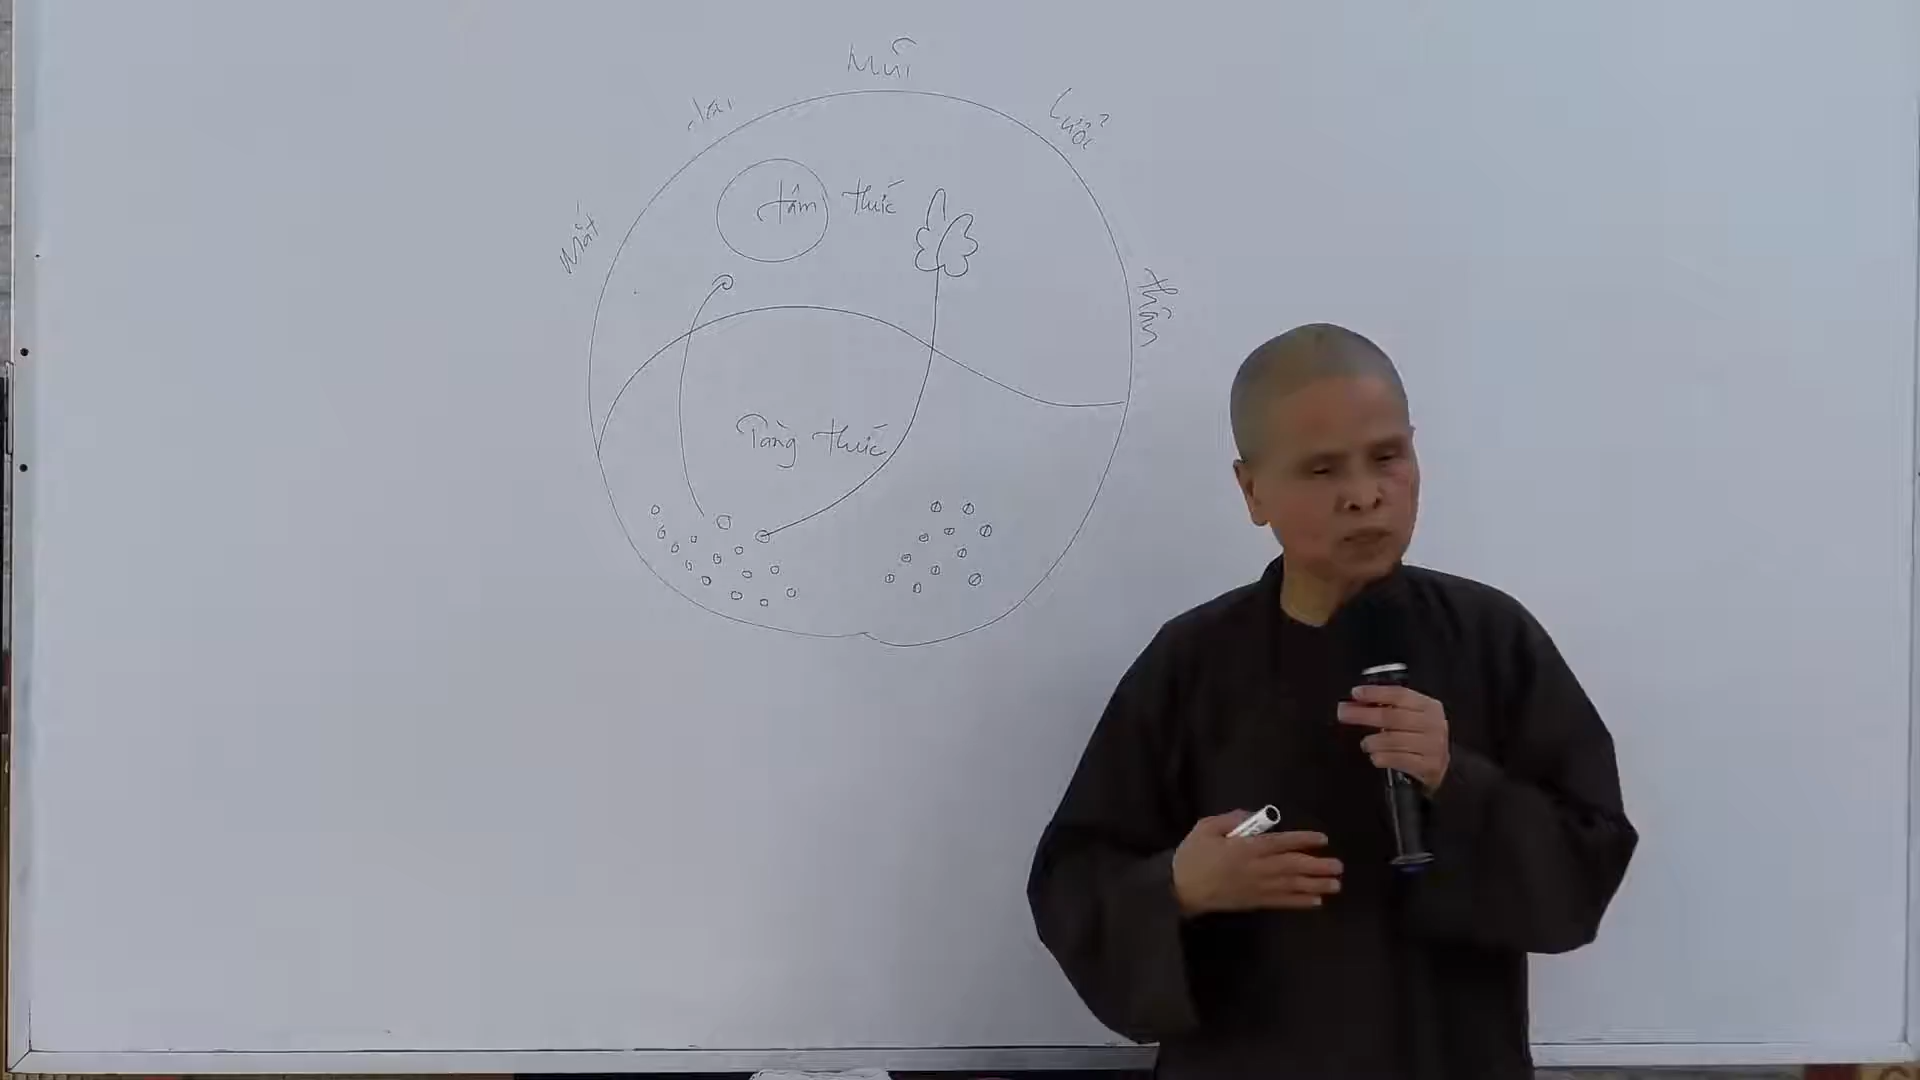 Mũi
Tai
Lưỡi
Mắt
tâm thức
thân
Tàng thức